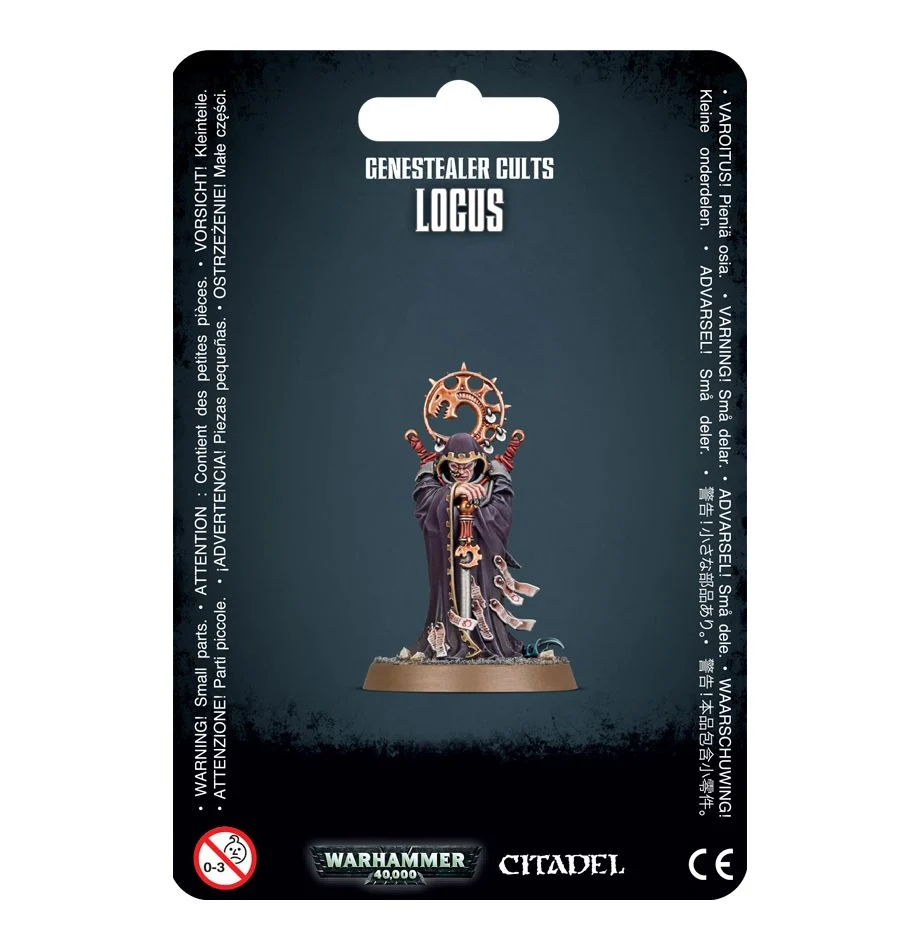 GENESTEALER CULTS
LOCUS
• WARNING! Small parts. • ATTENTION : Contient des petites pièces. • VORSICHT! Kleinteile.
• ATTENZIONE! Parti piccole. • ¡ADVERTENCIA! Piezas pequeñas. • OSTRZEŻENIE! Małe części.
• VAROITUS! Pieniä osia. • VARNING! Små delar. • ADVARSEL! Små dele. • WAARSCHUWING!
Kleine onderdelen. • ADVARSEL! Små deler. • 警告！小さな部品あり。• 警告！本品包含小零件。
0-3
WARHAMMER
40,000
CITADEL
CE